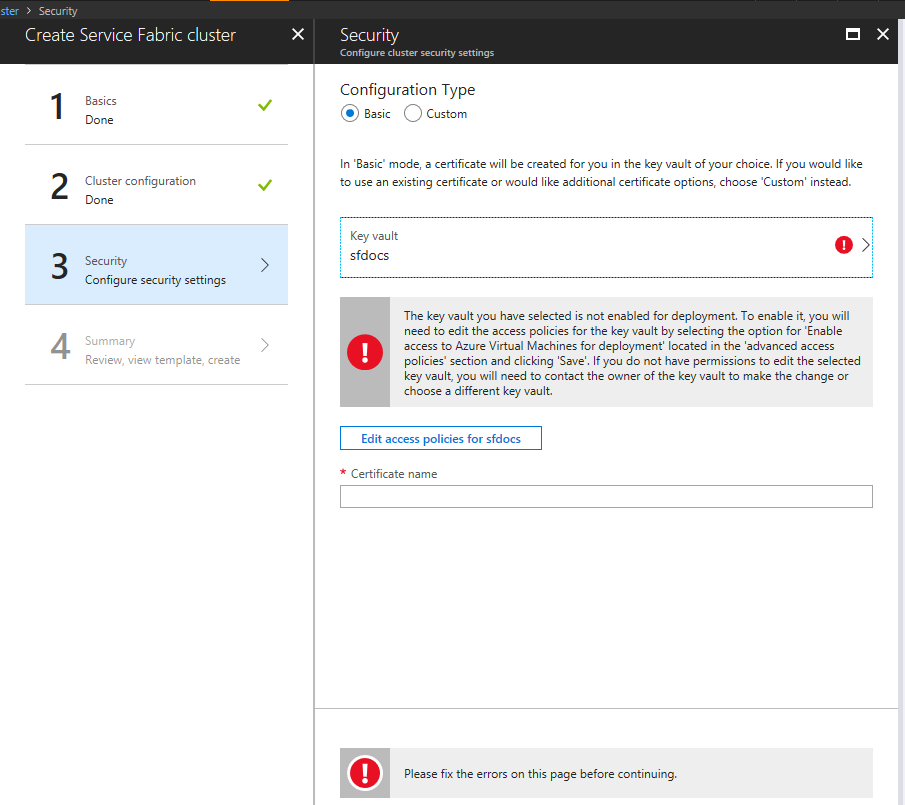 ster > Security
Create Service Fabric cluster
1
Basics
Done
2
Cluster configuration
Done
3
Security
Configure security settings
4
Summary
Review, view template, create
Security
Configure cluster security settings
Configuration Type
Basic
Custom
In 'Basic' mode, a certificate will be created for you in the key vault of your choice. If you would like
to use an existing certificate or would like additional certificate options, choose 'Custom' instead.
Key vault
sfdocs
The key vault you have selected is not enabled for deployment. To enable it, you will
need to edit the access policies for the key vault by selecting the option for 'Enable
access to Azure Virtual Machines for deployment' located in the 'advanced access
policies' section and clicking 'Save'. If you do not have permissions to edit the selected
key vault, you will need to contact the owner of the key vault to make the change or
choose a different key vault.
Edit access policies for sfdocs
* Certificate name
Please fix the errors on this page before continuing.